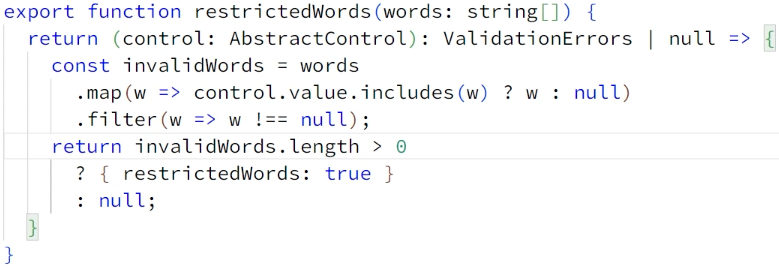 export function restrictedWords(words: string[]) {
  return (control: AbstractControl): ValidationErrors | null => {
    const invalidWords = words
      .map(w => control.value.includes(w) ? w : null)
      .filter(w => w !== null);
    return invalidWords.length > 0
      ? { restrictedWords: true }
      : null;
  }
}